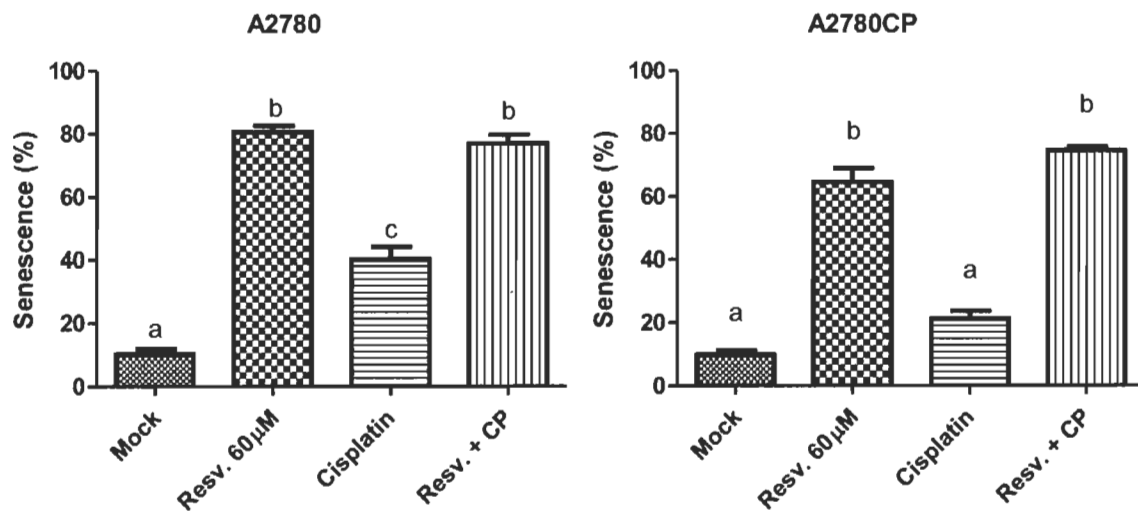 A2780
Senescence (%)
100
80
60
40
20
0
a
b
c
b
Mock
Resv. 60μM
Cisplatin
Resv. + CP
A2780CP
Senescence (%)
100
80
60
40
20
0
a
b
a
b
Mock
Resv. 60μM
Cisplatin
Resv. + CP